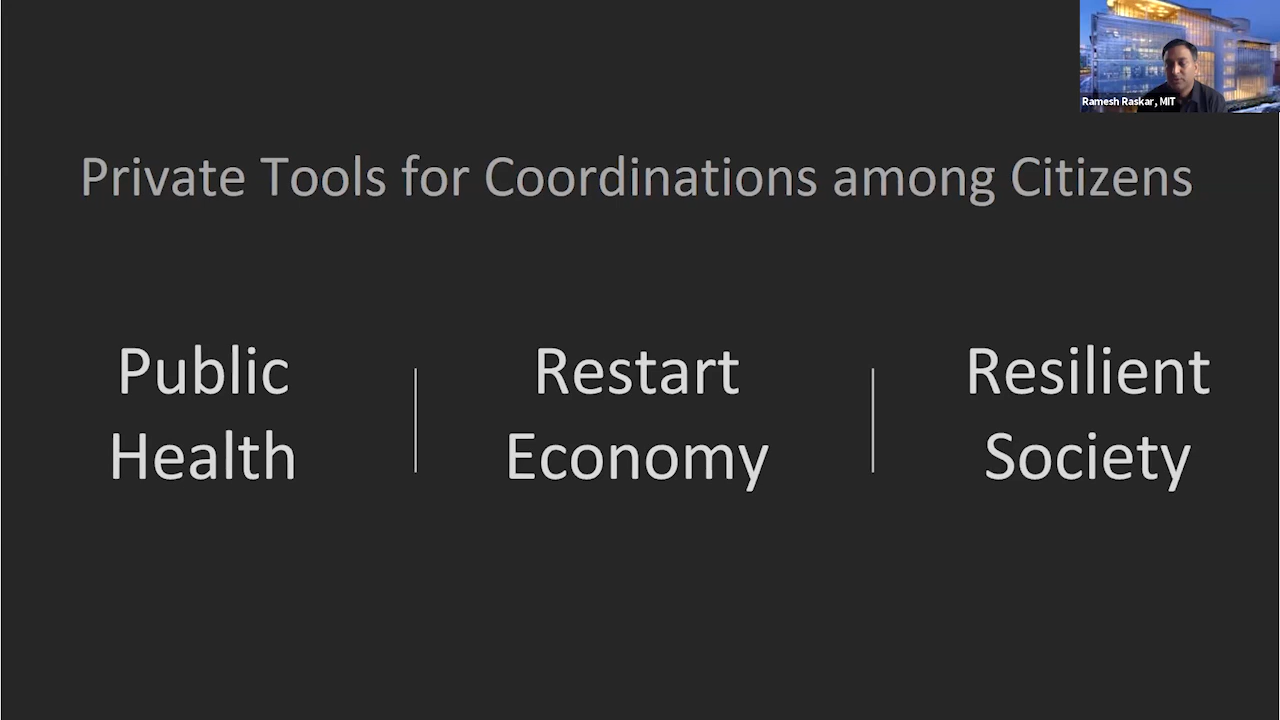 Ramesh Raskar, MIT
Private Tools for Coordinations among Citizens
Public
Health
Restart
Economy
Resilient
Society